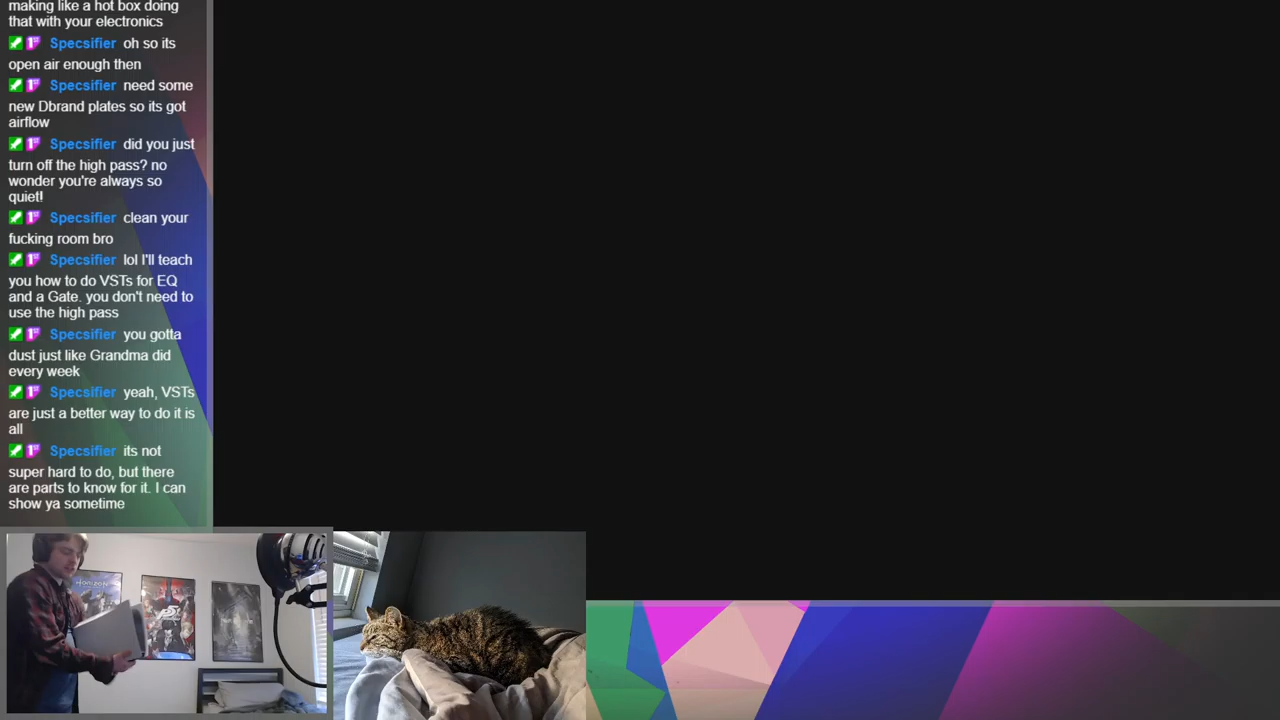 making like a hot box doing
that with your electronics
Specsifier oh so its
open air enough then
Specsifier need some
new Dbrand plates so its got
airflow
Specsifier did you just
turn off the high pass? no
wonder you're always so
quiet!
Specsifier clean your
fucking room bro
Specsifier lol I'll teach
you how to do VSTs for EQ
and a Gate. you don't need to
use the high pass
Specsifier you gotta
dust just like Grandma did
every week
Specsifier yeah, VSTs
are just a better way to do it is
all
Specsifier its not
super hard to do, but there
are parts to know for it. I can
show ya sometime
HORIZON